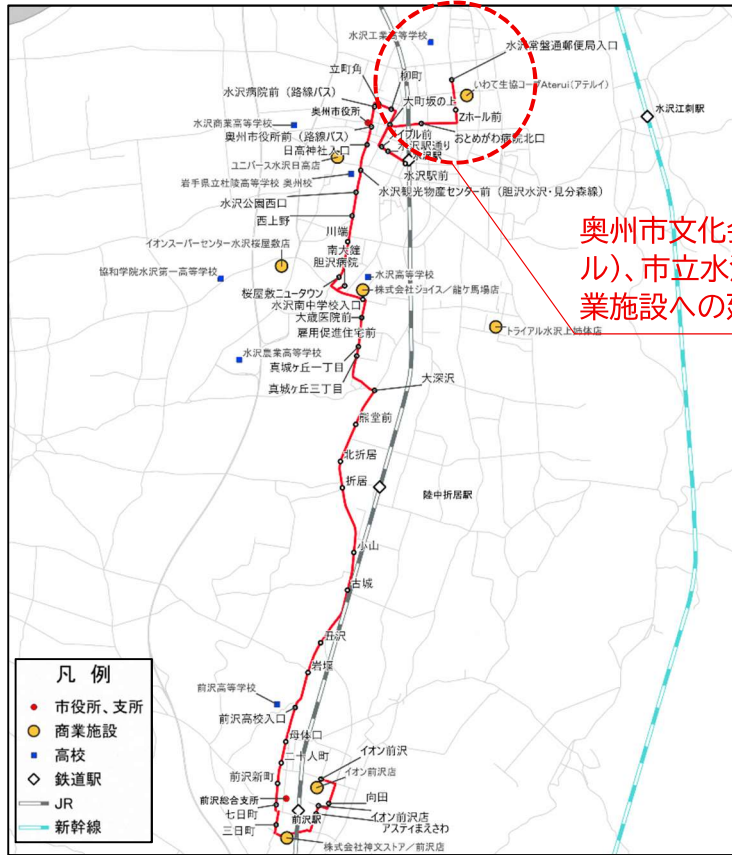 水沢工業高等学校
水沢常盤通郵便局入口
立町角
柳町
いわて生協コープAterui(アテルイ)
水沢病院前(路線バス)
大町坂の上
水沢江刺駅
奥州市役所
Zホール前
水沢商業高等学校
奥州市役所前(路線バス)
イブル前
おとめがわ病院北口
日高神社入口
水沢駅通り
水沢駅
ユニバース水沢日高店
水沢駅前
岩手県立杜陵高等学校 奥州校
水沢観光物産センター前(胆沢水沢・見分森線)
水沢公園西口
西上野
川端
奥州市文化会
イオンスーパーセンター水沢桜屋敷店
南大鐘
ル)、市立水沢
胆沢病院
協和学院水沢第一高等学校
水沢高等学校
業施設への延
桜屋敷ニュータウン
株式会社ジョイス/龍ケ馬場店
水沢南中学校入口
大歳医院前
トライアル水沢上姉体店
雇用促進住宅前
水沢農業高等学校
真城ヶ丘一丁目
真城ヶ丘三丁目
大深沢
熊堂前
北折居
折居
陸中折居駅
小山
古城
丑沢
岩堰
凡 例
前沢高等学校
市役所、支所
前沢高校入口
商業施設
母体口
高校
二十人町
イオン前沢
鉄道駅
前沢新町
イオン前沢店
JR
前沢総合支所
向田
七日町
前沢駅
イオン前沢店
新幹線
アスティまえさわ
三日町
株式会社神文ストア/前沢店